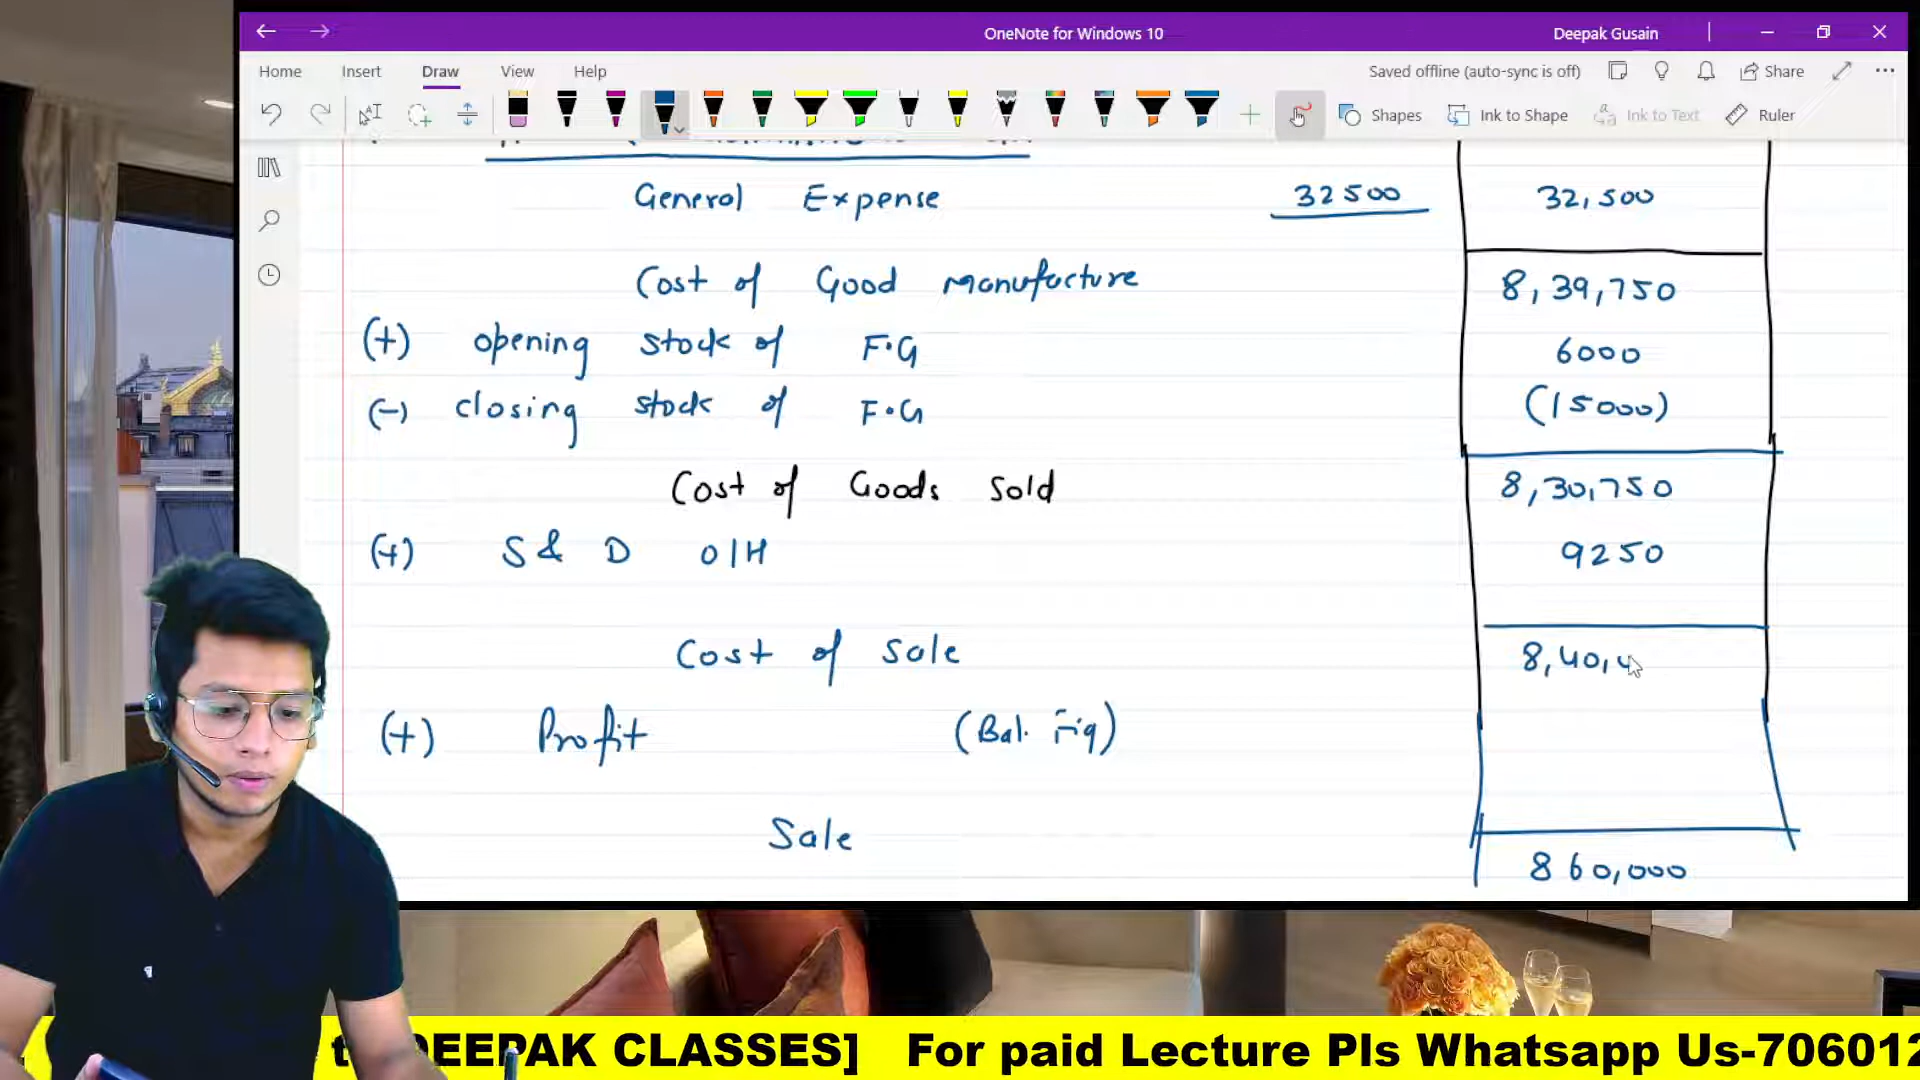 OneNote for Windows 10
Deepak Gusain
Home Insert Draw View Help
Saved offline (auto-sync is off) Share
Shapes Ink to Shape Ink to Text Ruler
General Expense 32500 32,500
Cost of Good manufacture 8,39,750
(+) opening stock of F.G 6000
(-) closing stock of F.G (15000)
Cost of Goods Sold 8,30,750
(+) S & D O/H 9250
Cost of Sale 8,40,
(+) Profit (Bal. Fig)
Sale 860,000
DEEPAK CLASSES] For paid Lecture Pls Whatsapp Us-706012